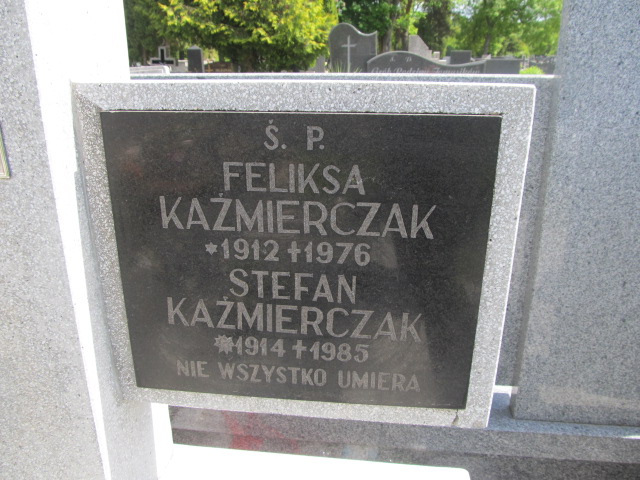 Ś. P.
FELIKSA
KAŹMIERCZAK
*1912 +1976
STEFAN
KAŹMIERCZAK
*1914 +1985
NIE WSZYSTKO UMIERA